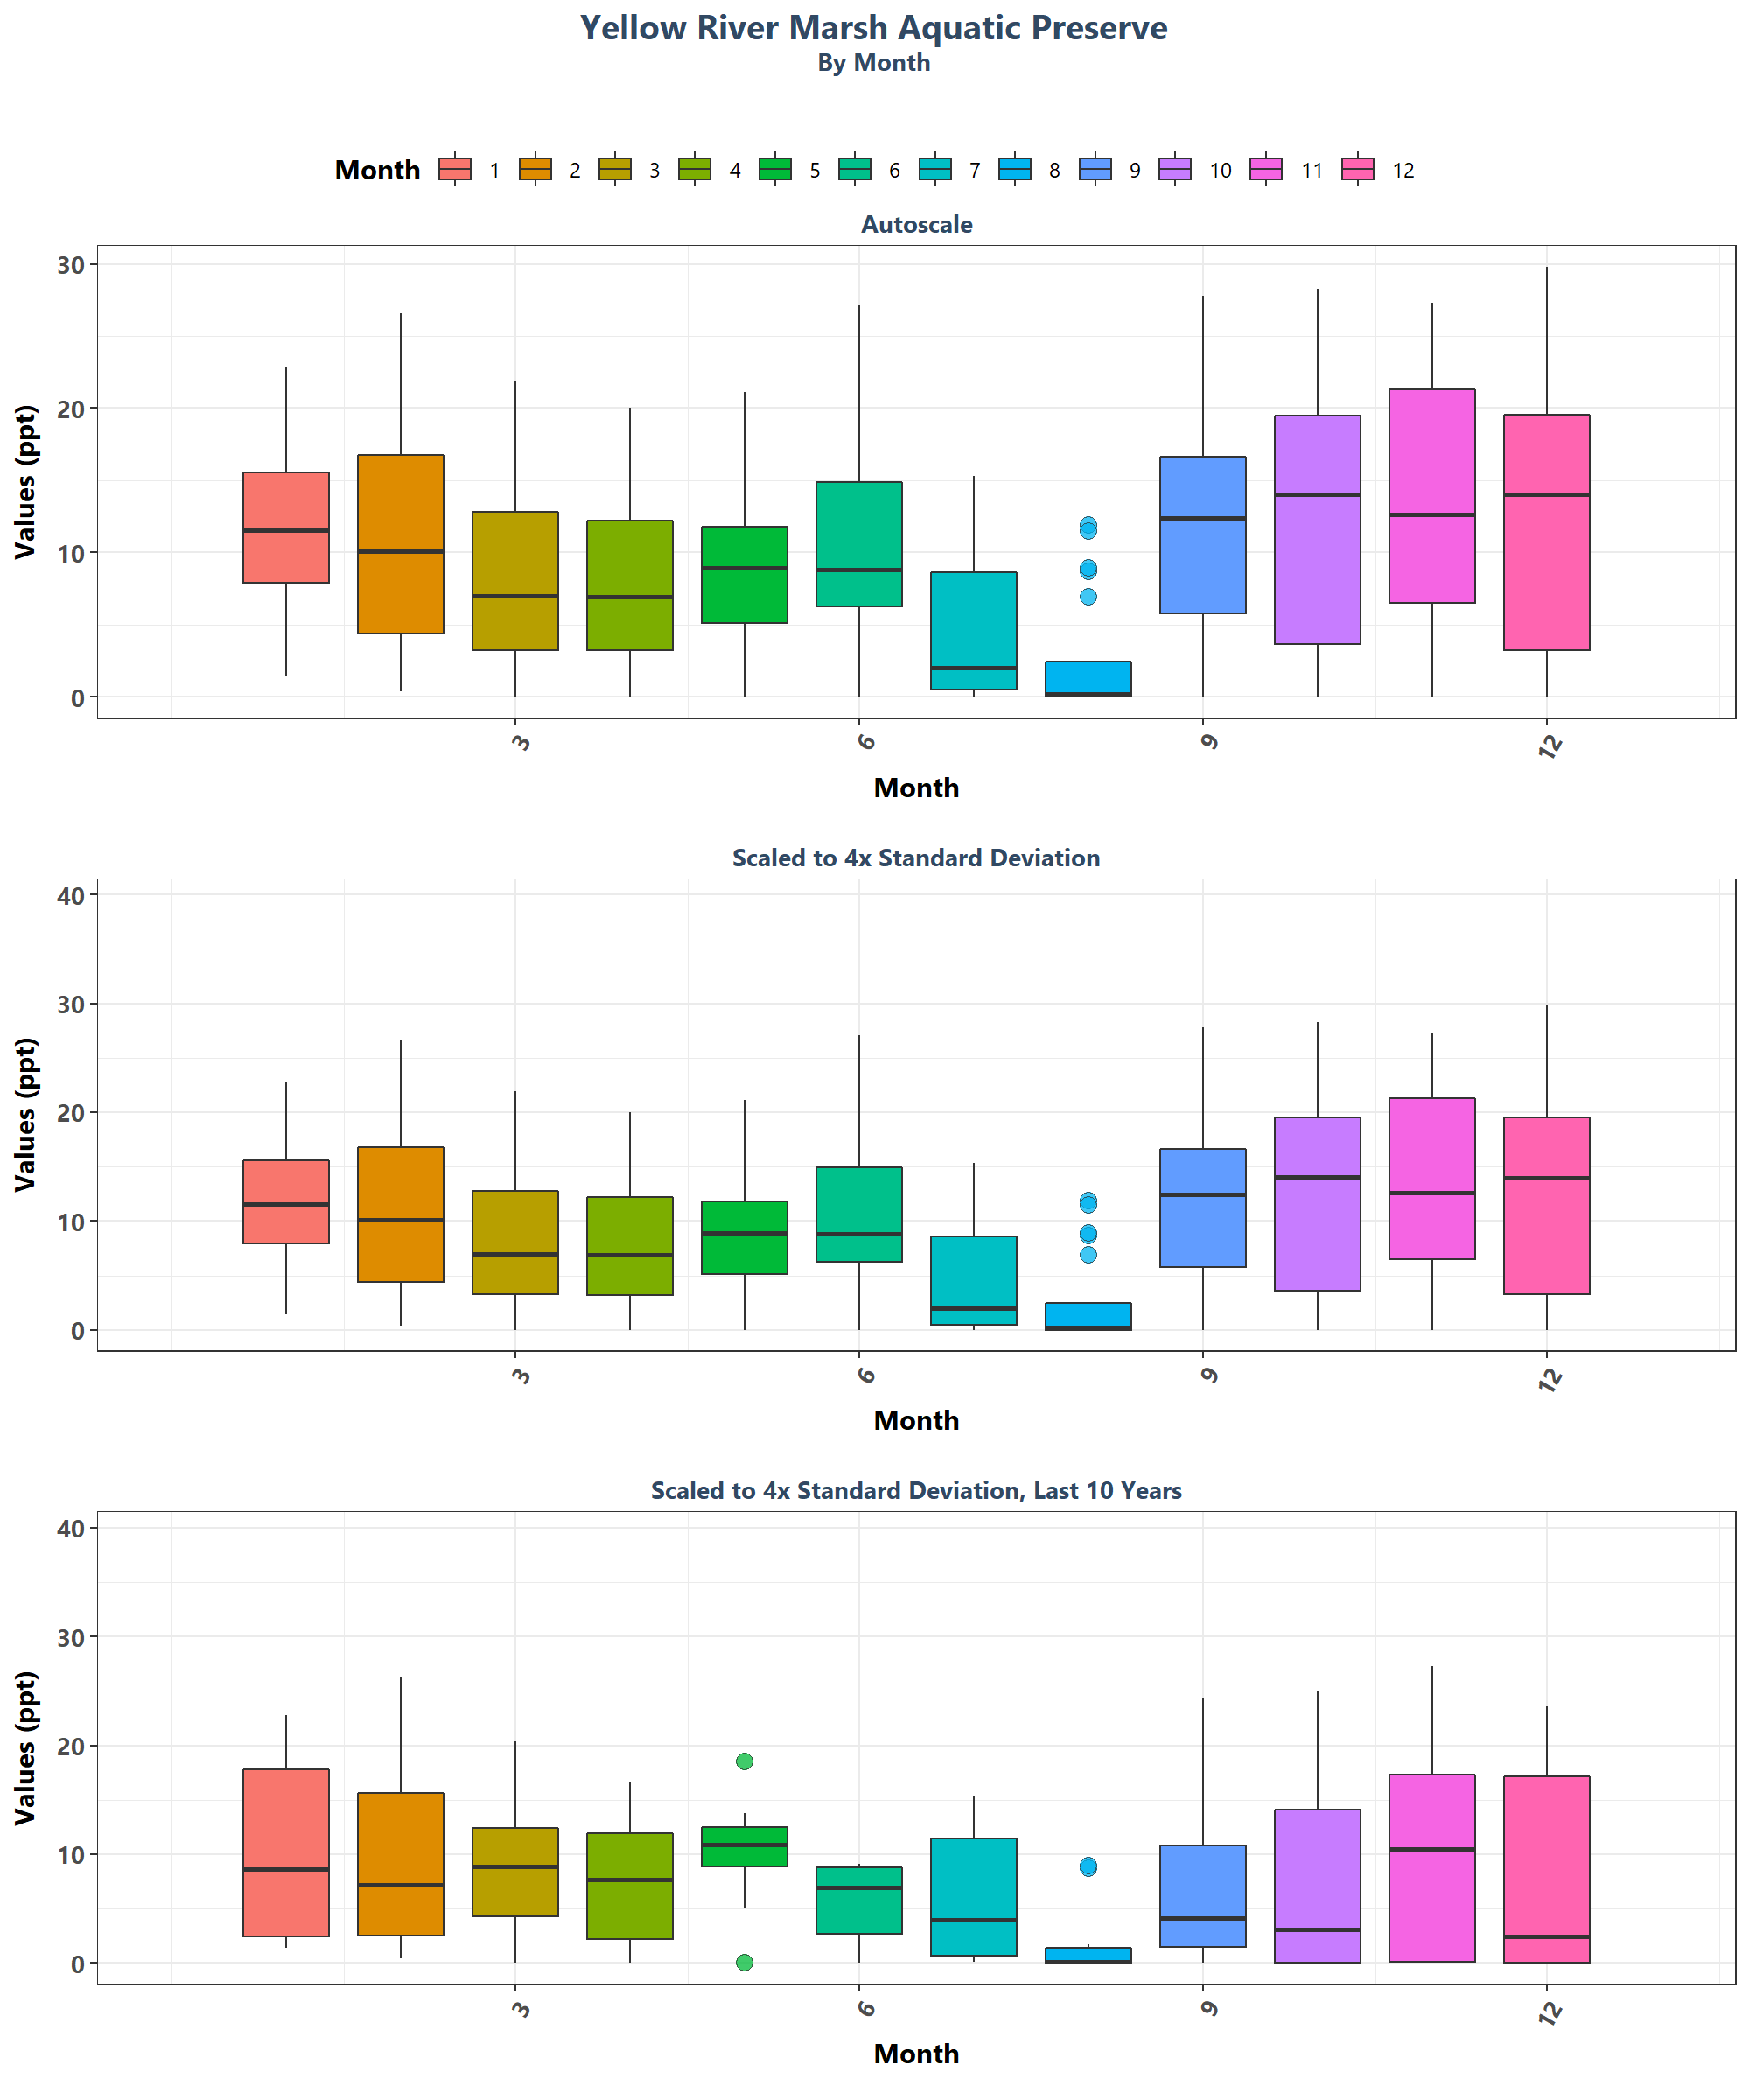 Yellow River Marsh Aquatic Preserve
By Month
Month 1 2 3 4 5 6 7 8 9 10 11 12
Autoscale
Values (ppt)
30
20
10
0
3 6 9 12
Month
Scaled to 4x Standard Deviation
Values (ppt)
40
30
20
10
0
3 6 9 12
Month
Scaled to 4x Standard Deviation, Last 10 Years
Values (ppt)
40
30
20
10
0
3 6 9 12
Month